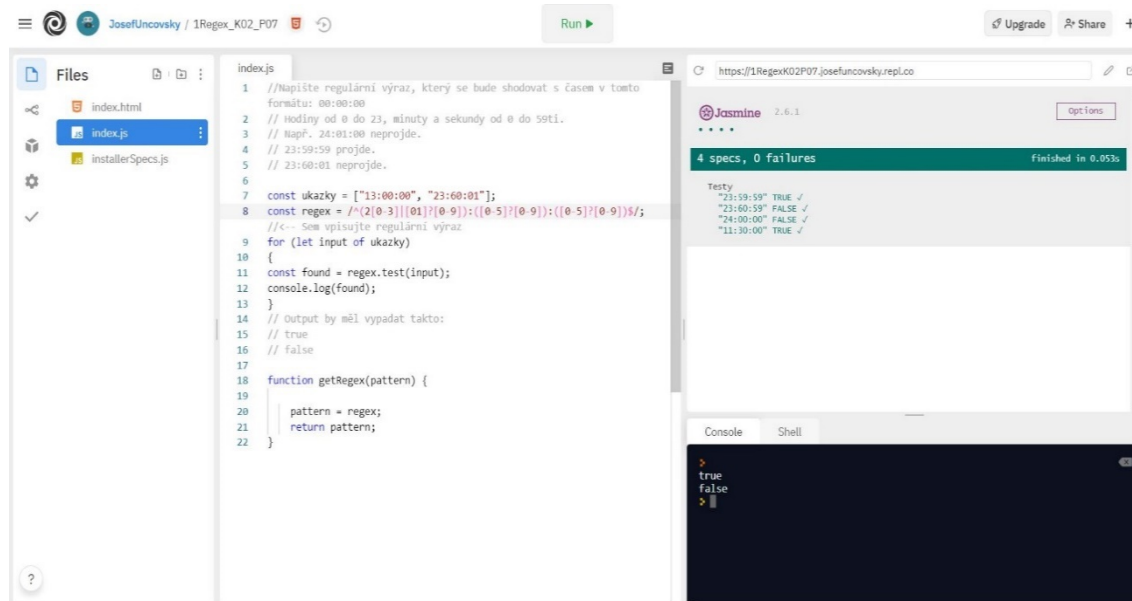 JosefUncovsky / 1Regex_K02_P07
Run
Upgrade
Share
Files
index.html
index.js
installerSpecs.js
index.js
1 //Napište regulární výraz, který se bude shodovat s časem v tomto
formátu: 00:00:00
2 // Hodiny od 0 do 23, minuty a sekundy od 0 do 59ti.
3 // Např. 24:01:00 neprojde.
4 // 23:59:59 projde.
5 // 23:60:01 neprojde.
6
7 const ukazky = ["13:00:00", "23:60:01"];
8 const regex = /^(2[0-3]|[01]?[0-9]):([0-5]?[0-9]):([0-5]?[0-9])$/;
//<-- Sem vpisujte regulární výraz
9 for (let input of ukazky)
10 {
11 const found = regex.test(input);
12 console.log(found);
13 }
14 // Output by měl vypadat takto:
15 // true
16 // false
17
18 function getRegex(pattern) {
19
20 pattern = regex;
21 return pattern;
22 }
https://1RegexK02P07.josefuncovsky.repl.co
Jasmine 2.6.1
Options
4 specs, 0 failures
finished in 0.053s
Testy
"23:59:59" TRUE ✓
"23:60:59" FALSE ✓
"24:00:00" FALSE ✓
"11:30:00" TRUE ✓
Console
Shell
true
false